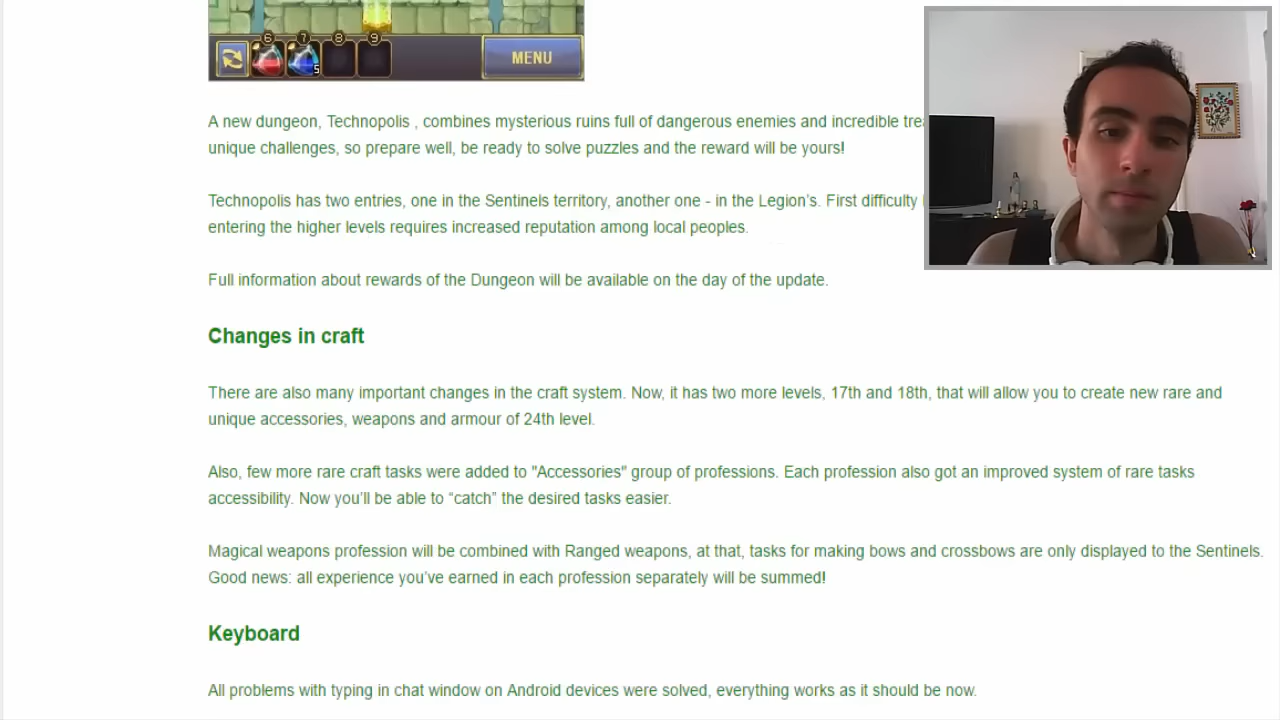 6 7 8 9
5
MENU
A new dungeon, Technopolis , combines mysterious ruins full of dangerous enemies and incredible
unique challenges, so prepare well, be ready to solve puzzles and the reward will be yours!
Technopolis has two entries, one in the Sentinels territory, another one - in the Legion's. First difficulty
entering the higher levels requires increased reputation among local peoples.
Full information about rewards of the Dungeon will be available on the day of the update.
Changes in craft
There are also many important changes in the craft system. Now, it has two more levels, 17th and 18th, that will allow you to create new rare and
unique accessories, weapons and armour of 24th level.
Also, few more rare craft tasks were added to "Accessories" group of professions. Each profession also got an improved system of rare tasks
accessibility. Now you'll be able to “catch” the desired tasks easier.
Magical weapons profession will be combined with Ranged weapons, at that, tasks for making bows and crossbows are only displayed to the Sentinels.
Good news: all experience you've earned in each profession separately will be summed!
Keyboard
All problems with typing in chat window on Android devices were solved, everything works as it should be now.